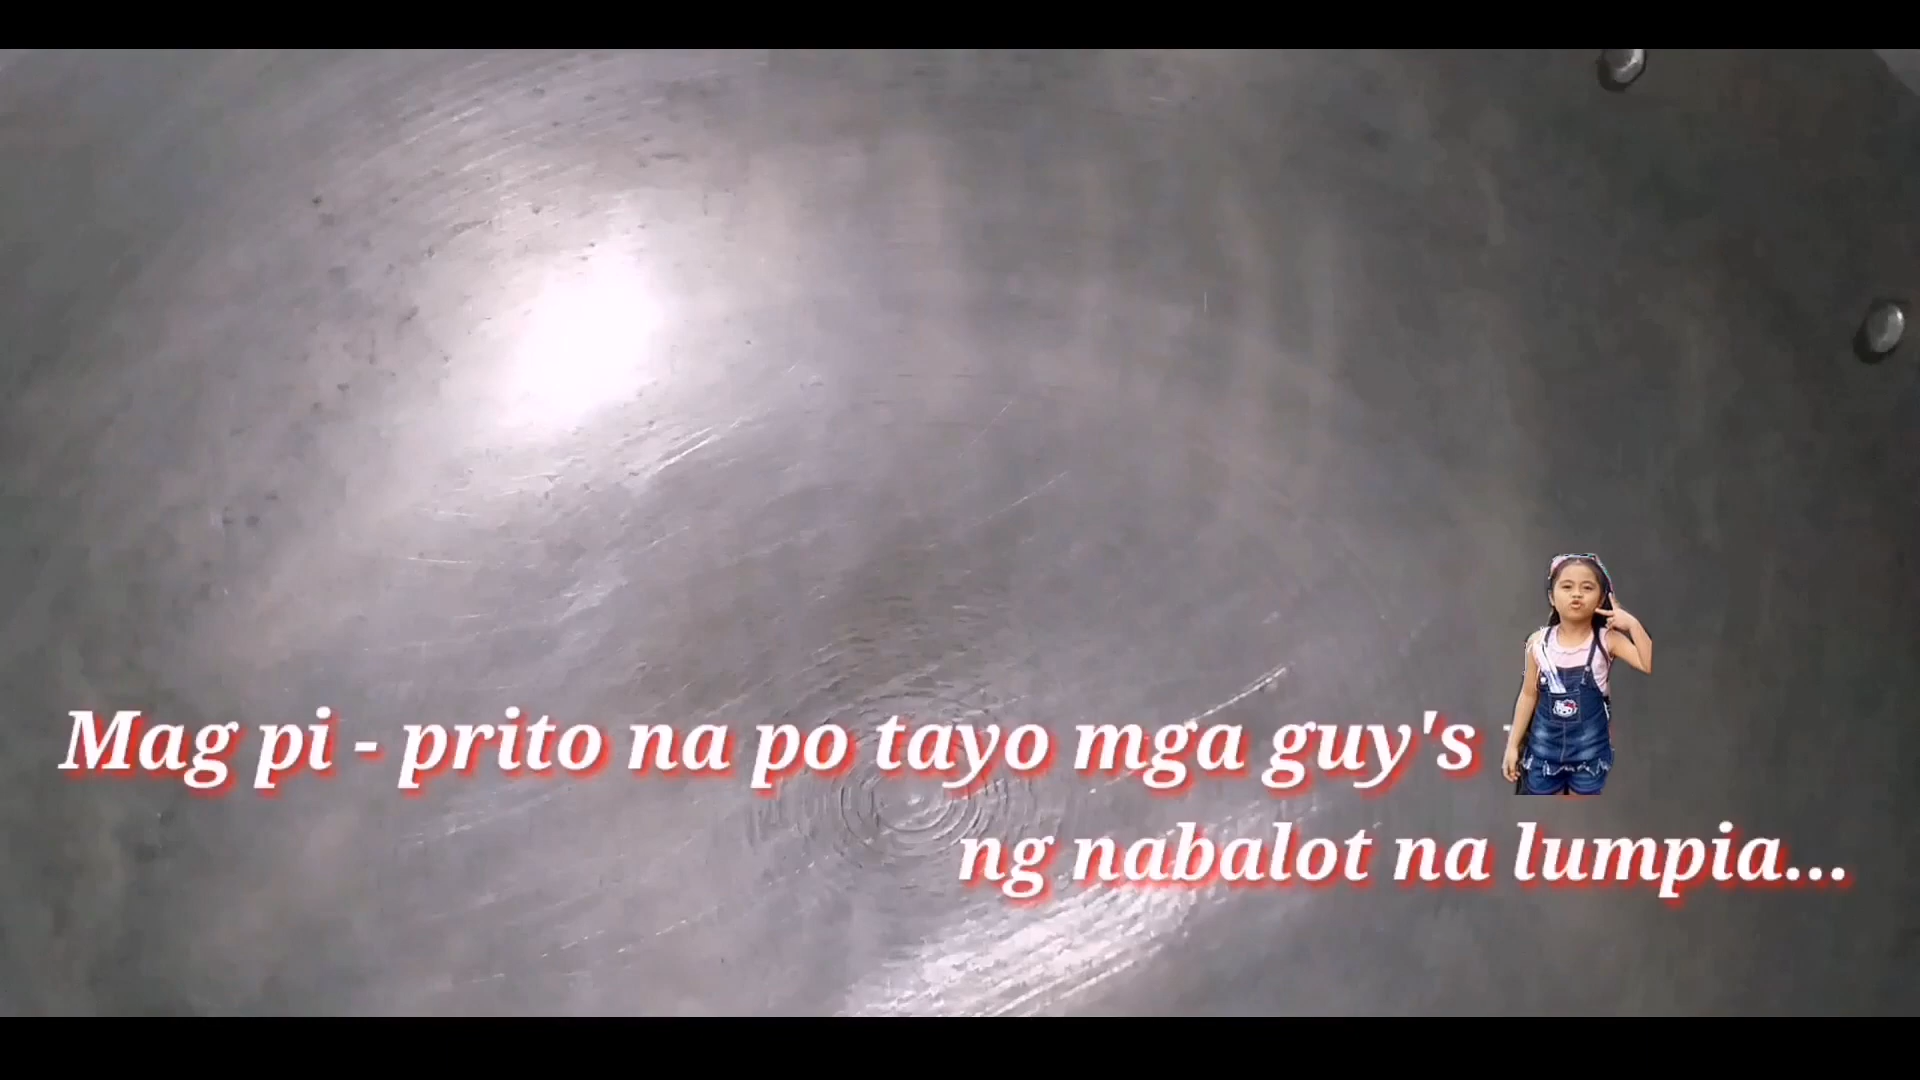 Mag pi - prito na po tayo mga guy's
ng nabalot na lumpia...